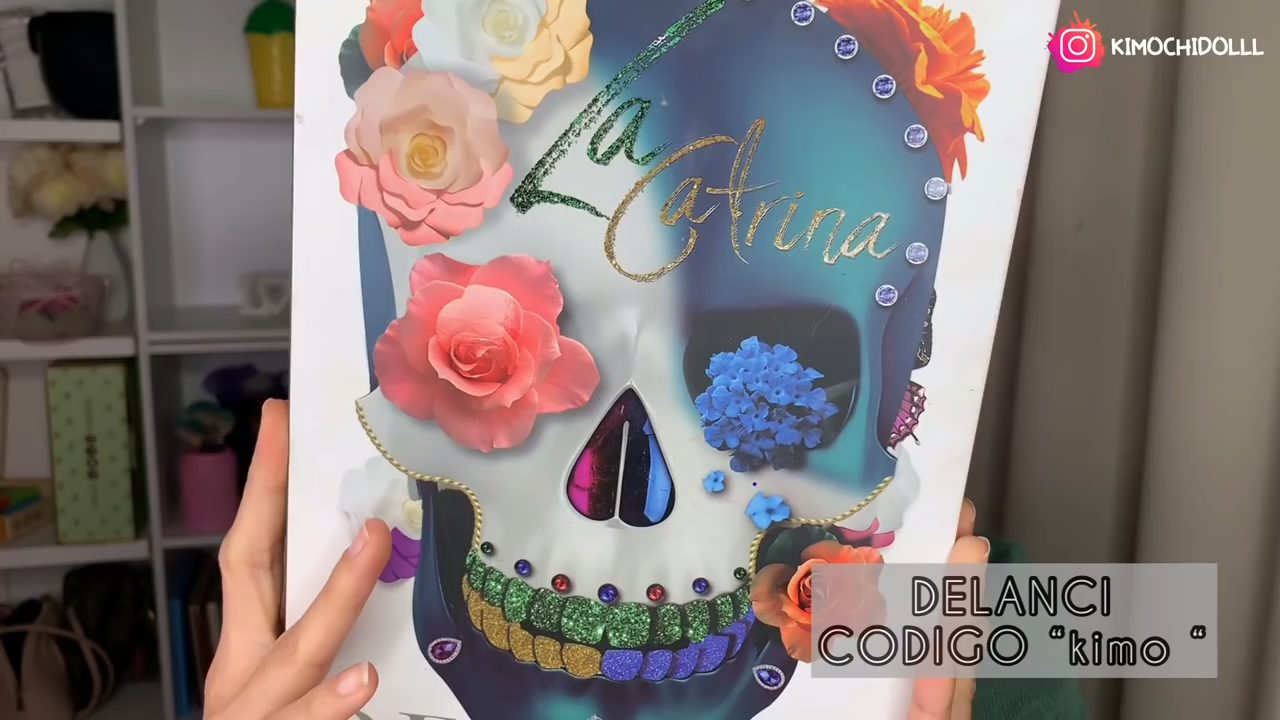 KIMOCHIDOLLL
La
Catrina
DELANCI
CODIGO "kimo "